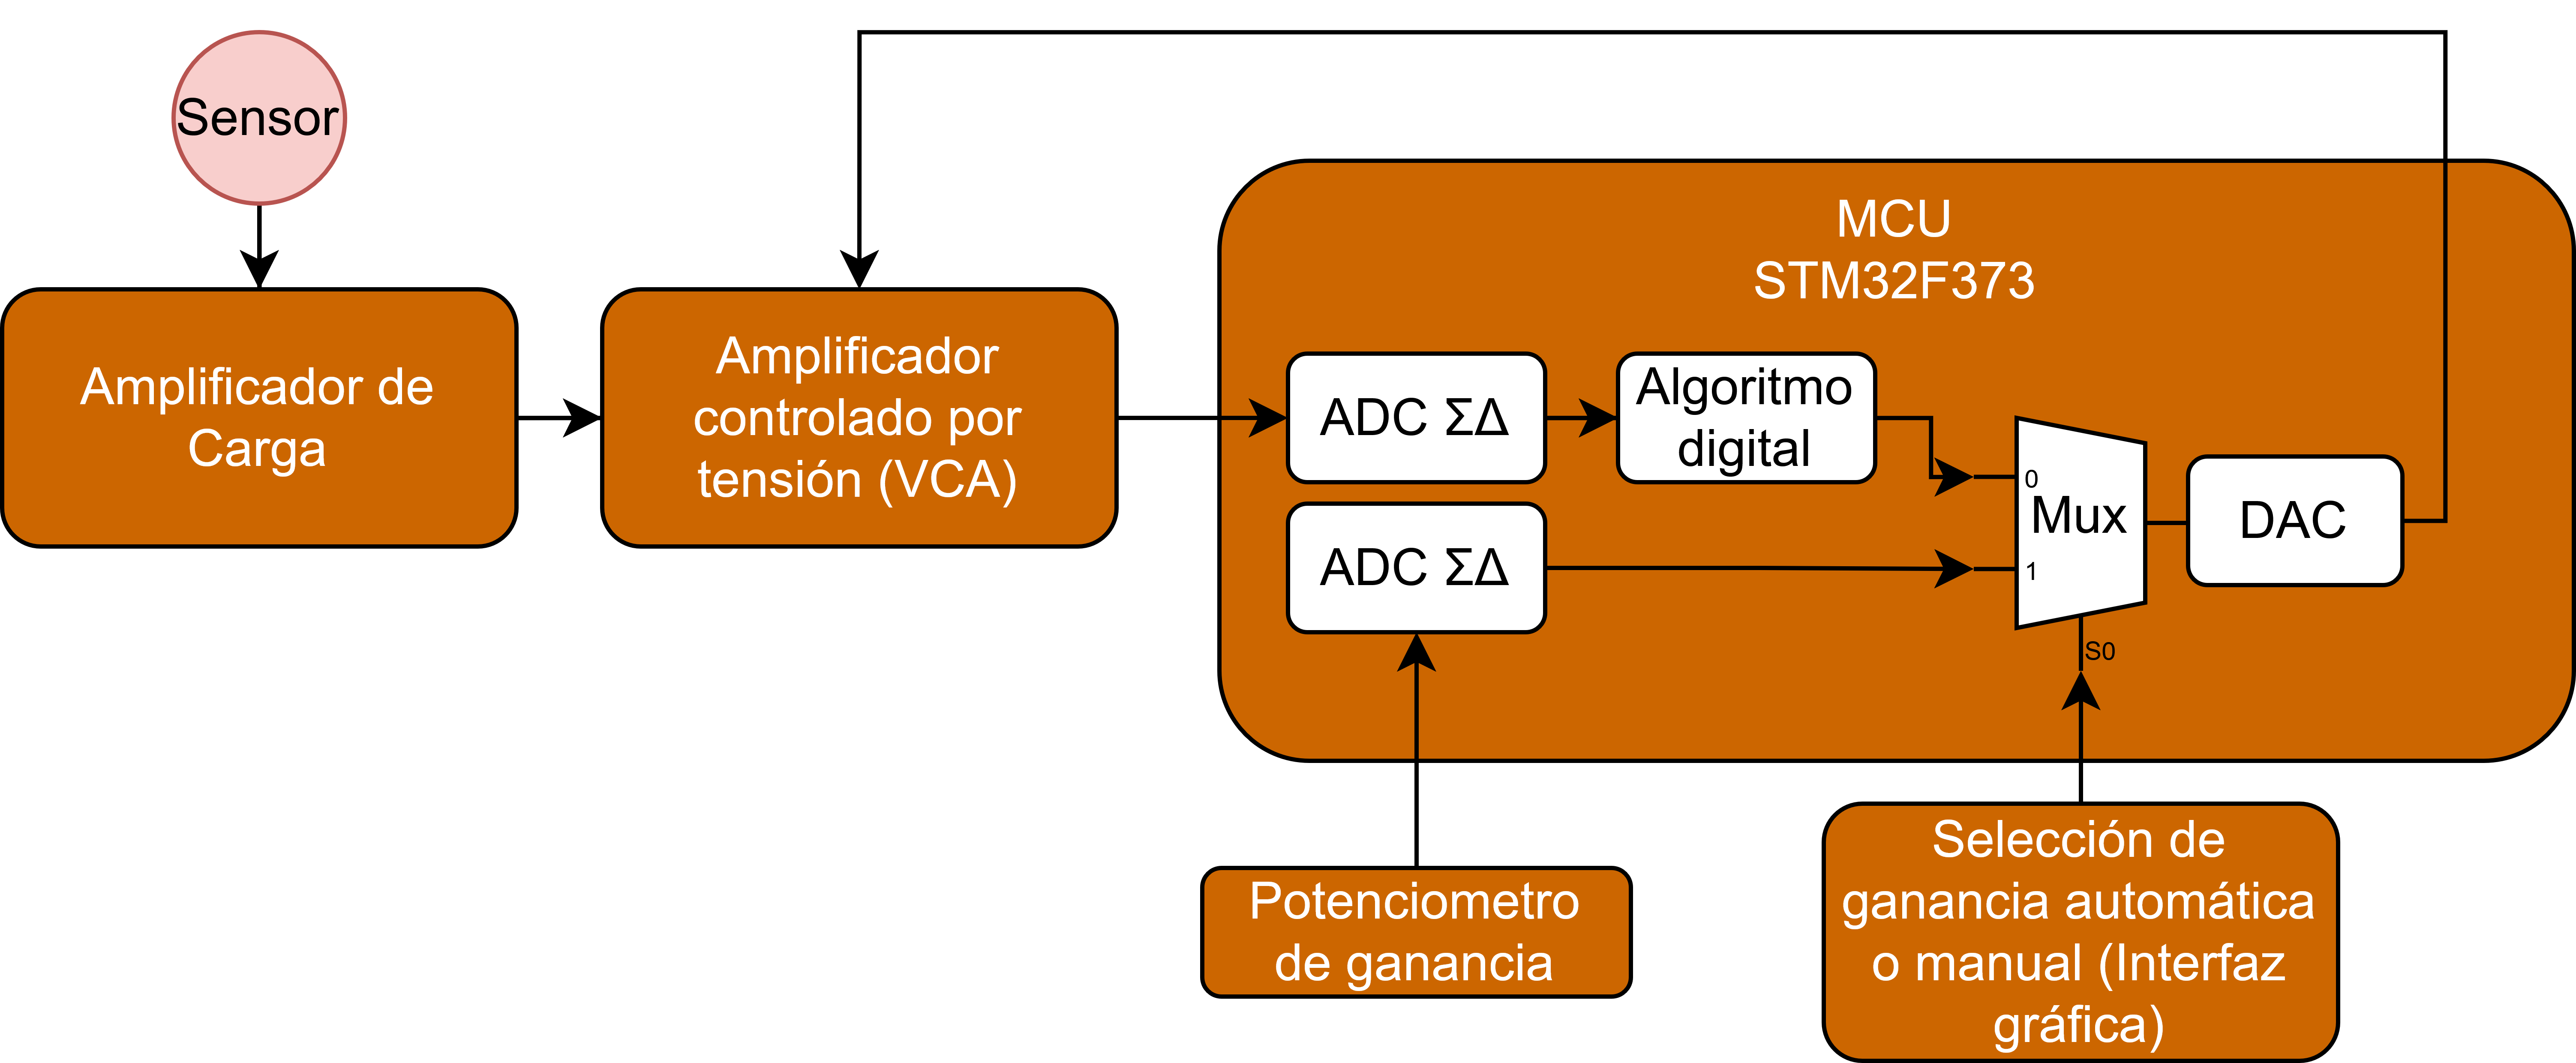 Sensor
Amplificador de
Carga
Amplificador
controlado por
tensión (VCA)
MCU
STM32F373
ADC ΣΔ
Algoritmo
digital
ADC ΣΔ
0
Mux
1
S0
DAC
Potenciometro
de ganancia
Selección de
ganancia automática
o manual (Interfaz
gráfica)